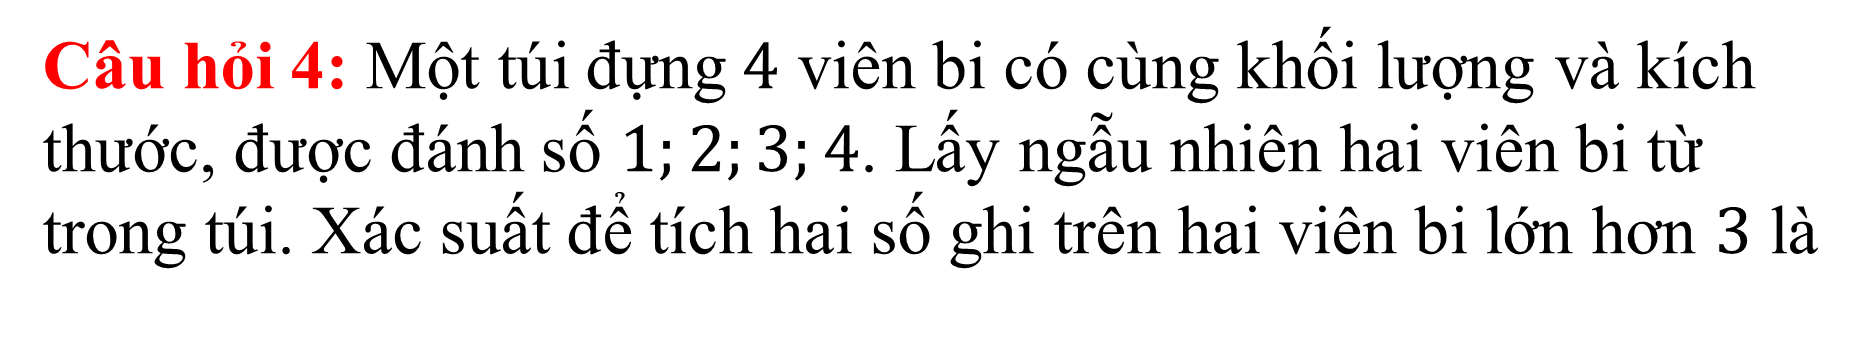 Câu hỏi 4: Một túi đựng 4 viên bi có cùng khối lượng và kích
thước, được đánh số 1; 2; 3; 4. Lấy ngẫu nhiên hai viên bi từ
trong túi. Xác suất để tích hai số ghi trên hai viên bi lớn hơn 3 là